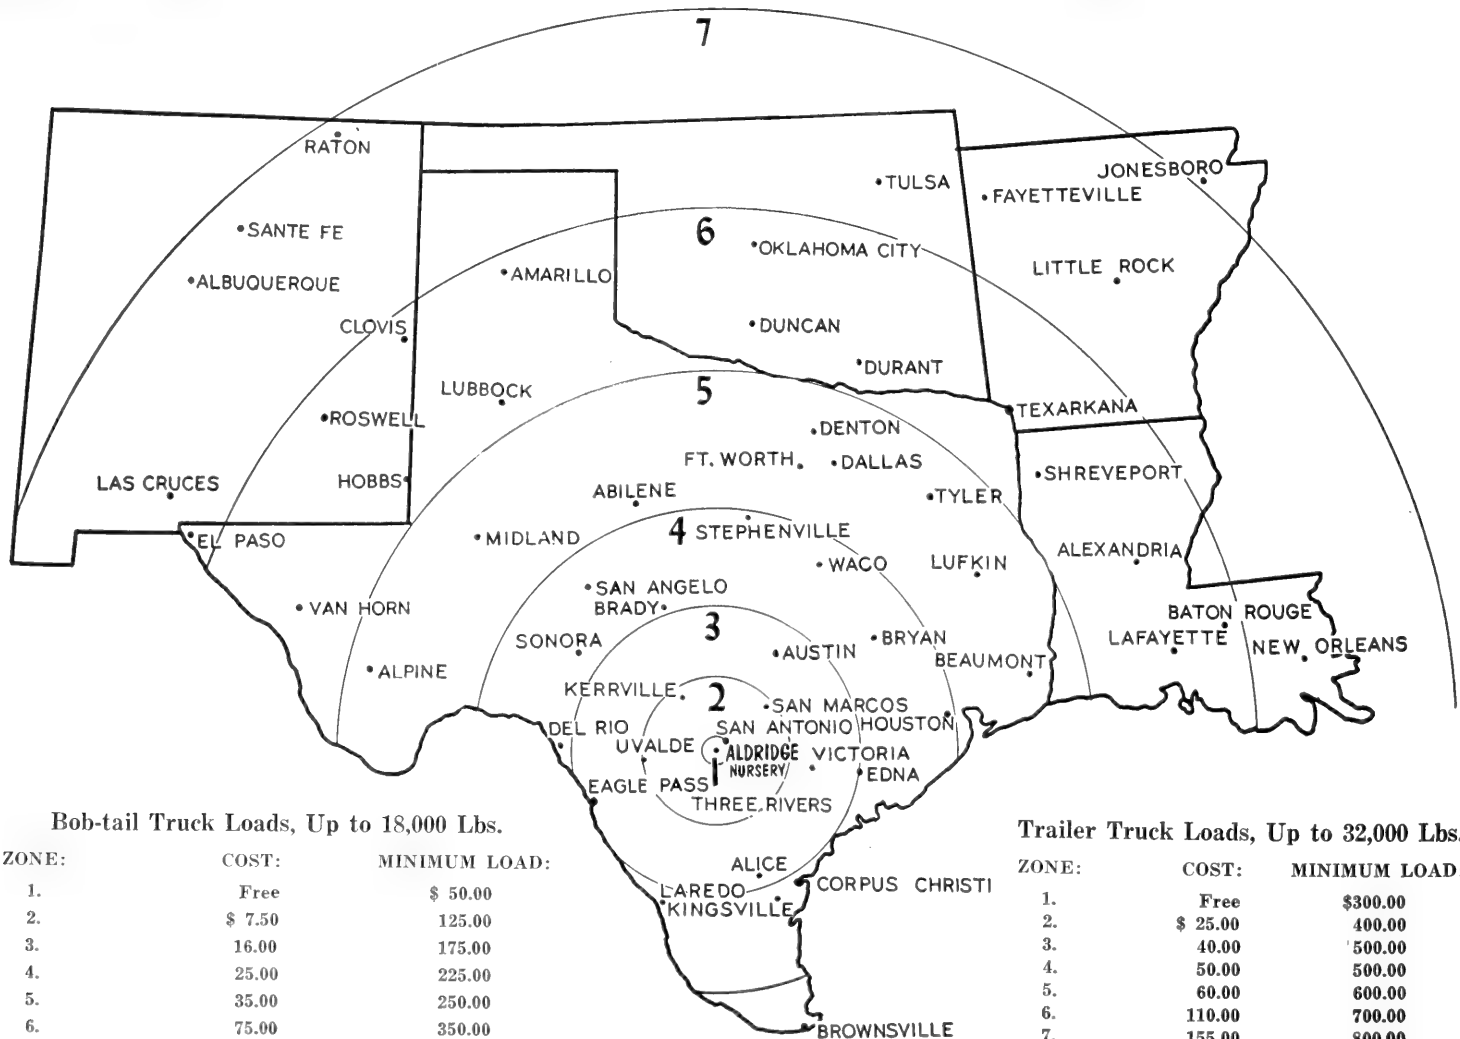 7
RATON
JONESBORO
TULSA
FAYETTEVILLE
SANTE FE
6
OKLAHOMA CITY
AMARILLO
LITTLE ROCK
ALBUQUERQUE
CLOVIS
DUNCAN
DURANT
5
LUBBOCK
TEXARKANA
ROSWELL
DENTON
FT. WORTH
DALLAS
SHREVEPORT
LAS CRUCES
HOBBS
ABILENE
TYLER
4
STEPHENVILLE
EL PASO
MIDLAND
ALEXANDRIA
WACO
LUFKIN
SAN ANGELO
BRADY
VAN HORN
BATON ROUGE
3
SONORA
AUSTIN
BRYAN
LAFAYETTE
NEW ORLEANS
BEAUMONT
ALPINE
KERRVILLE
2
SAN MARCOS
DEL RIO
SAN ANTONIO
HOUSTON
UVALDE
ALDRIDGE
NURSERY
1
VICTORIA
EDNA
EAGLE PASS
THREE RIVERS
ALICE
CORPUS CHRISTI
LAREDO
KINGSVILLE
BROWNSVILLE
Bob-tail Truck Loads, Up to 18,000 Lbs.
ZONE: COST: MINIMUM LOAD:
1. Free $ 50.00
2. $ 7.50 125.00
3. 16.00 175.00
4. 25.00 225.00
5. 35.00 250.00
6. 75.00 350.00
Trailer Truck Loads, Up to 32,000 Lbs.
ZONE: COST: MINIMUM LOAD:
1. Free $300.00
2. $ 25.00 400.00
3. 40.00 500.00
4. 50.00 500.00
5. 60.00 600.00
6. 110.00 700.00
7. 155.00 800.00